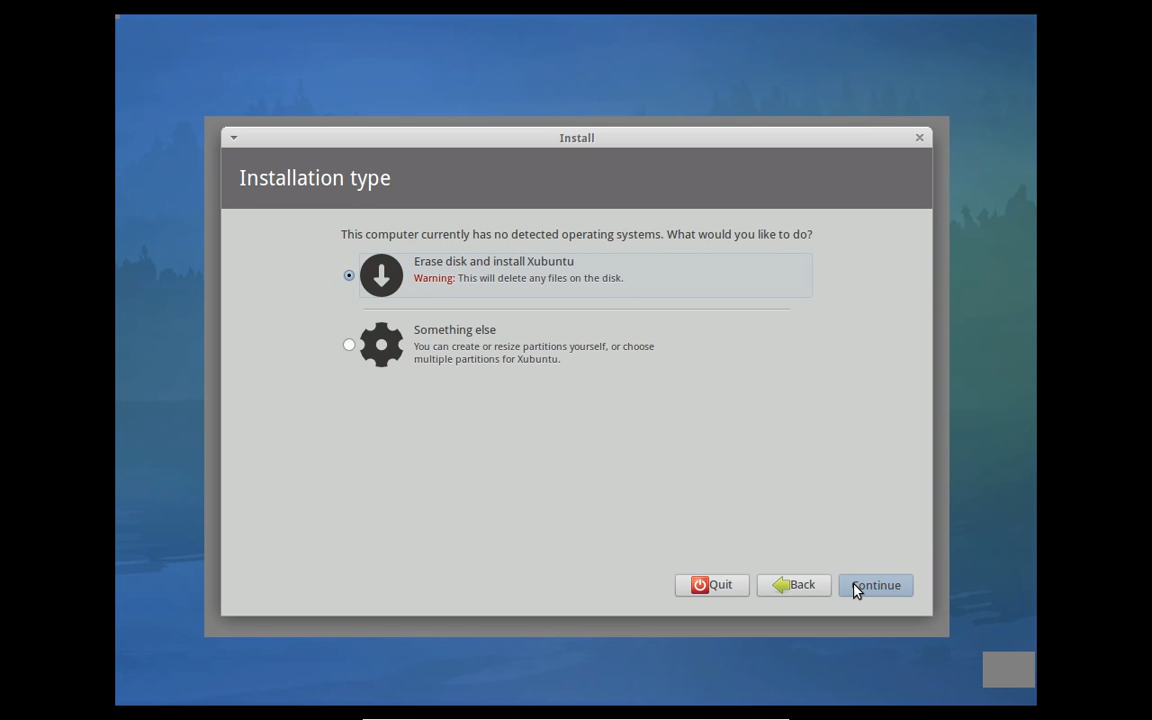 Install
Installation type
This computer currently has no detected operating systems. What would you like to do?
Erase disk and install Xubuntu
Warning: This will delete any files on the disk.
Something else
You can create or resize partitions yourself, or choose
multiple partitions for Xubuntu.
Quit
Back
Continue